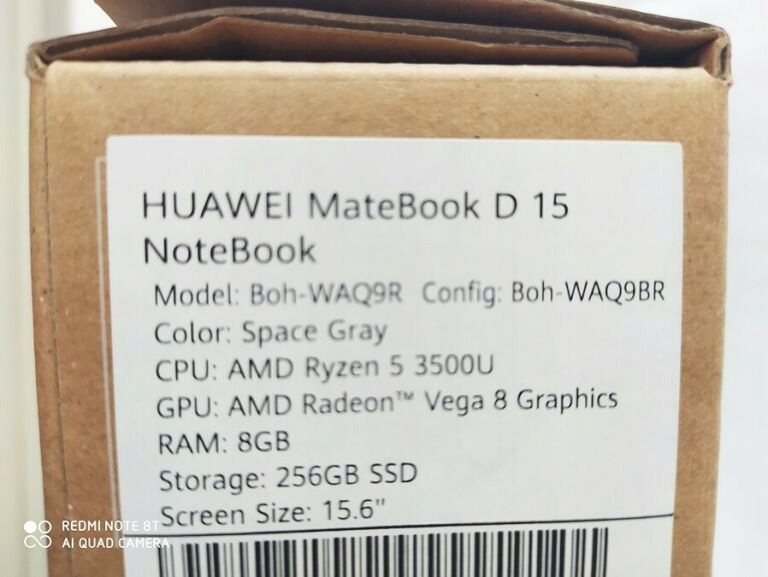 HUAWEI MateBook D 15
NoteBook
Model: Boh-WAQ9R Config: Boh-WAQ9BR
Color: Space Gray
CPU: AMD Ryzen 5 3500U
GPU: AMD Radeon™ Vega 8 Graphics
RAM: 8GB
Storage: 256GB SSD
Screen Size: 15.6"
REDMI NOTE 8T
AI QUAD CAMERA